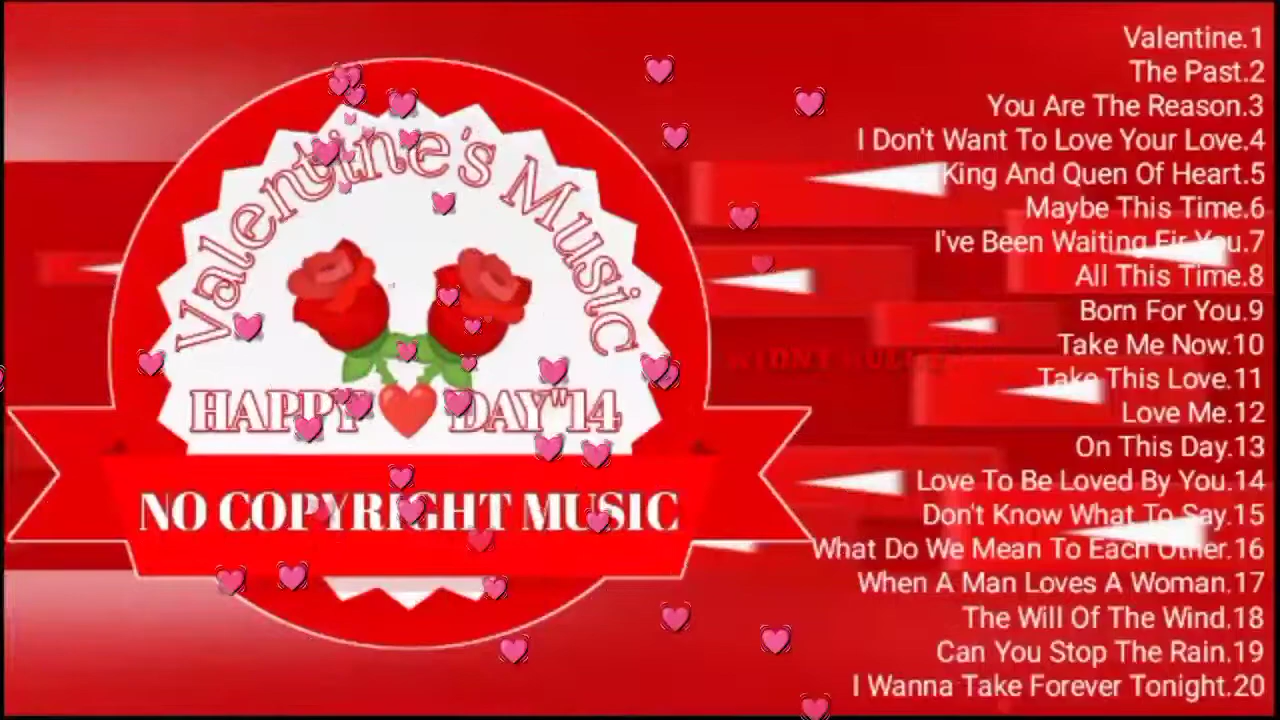 Valentine's Music
HAPPY DAY"14
NO COPYRIGHT MUSIC
Valentine.1
The Past.2
You Are The Reason.3
I Don't Want To Love Your Love.4
King And Quen Of Heart.5
Maybe This Time.6
I've Been Waiting Fir You.7
All This Time.8
Born For You.9
Take Me Now.10
Take This Love.11
Love Me.12
On This Day.13
Love To Be Loved By You.14
Don't Know What To Say.15
What Do We Mean To Each Other.16
When A Man Loves A Woman.17
The Will Of The Wind.18
Can You Stop The Rain.19
I Wanna Take Forever Tonight.20